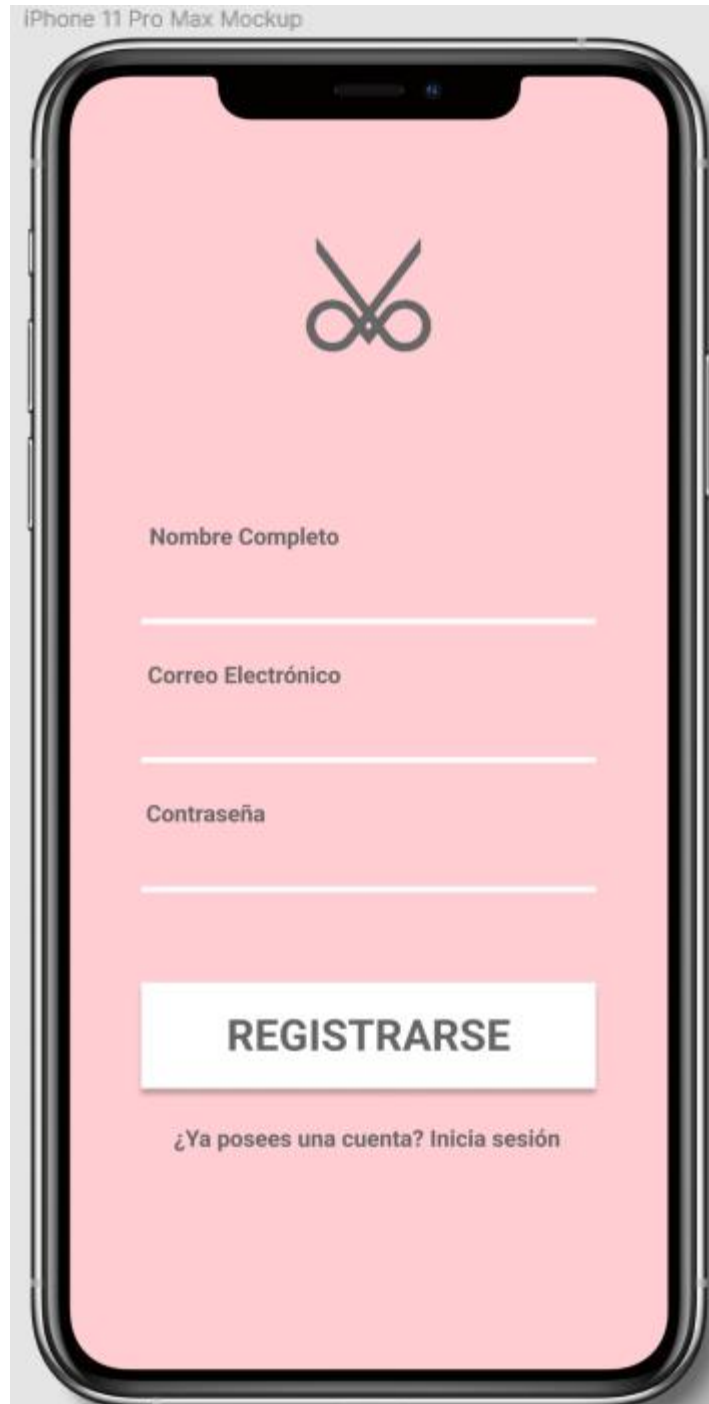 iPhone 11 Pro Max Mockup
Nombre Completo
Correo Electrónico
Contraseña
REGISTRARSE
¿Ya posees una cuenta? Inicia sesión